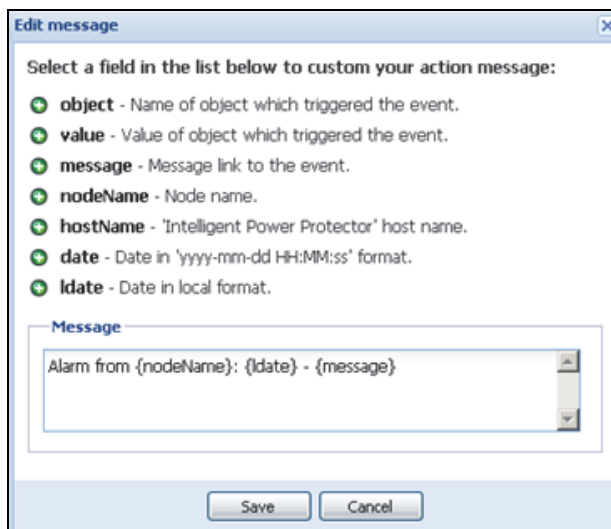 Edit message
Select a field in the list below to custom your action message:
object - Name of object which triggered the event.
value - Value of object which triggered the event.
message - Message link to the event.
nodeName - Node name.
hostName - 'Intelligent Power Protector' host name.
date - Date in 'yyyy-mm-dd HH:MM:ss' format.
ldate - Date in local format.
Message
Alarm from {nodeName}: {ldate} - {message}
Save Cancel